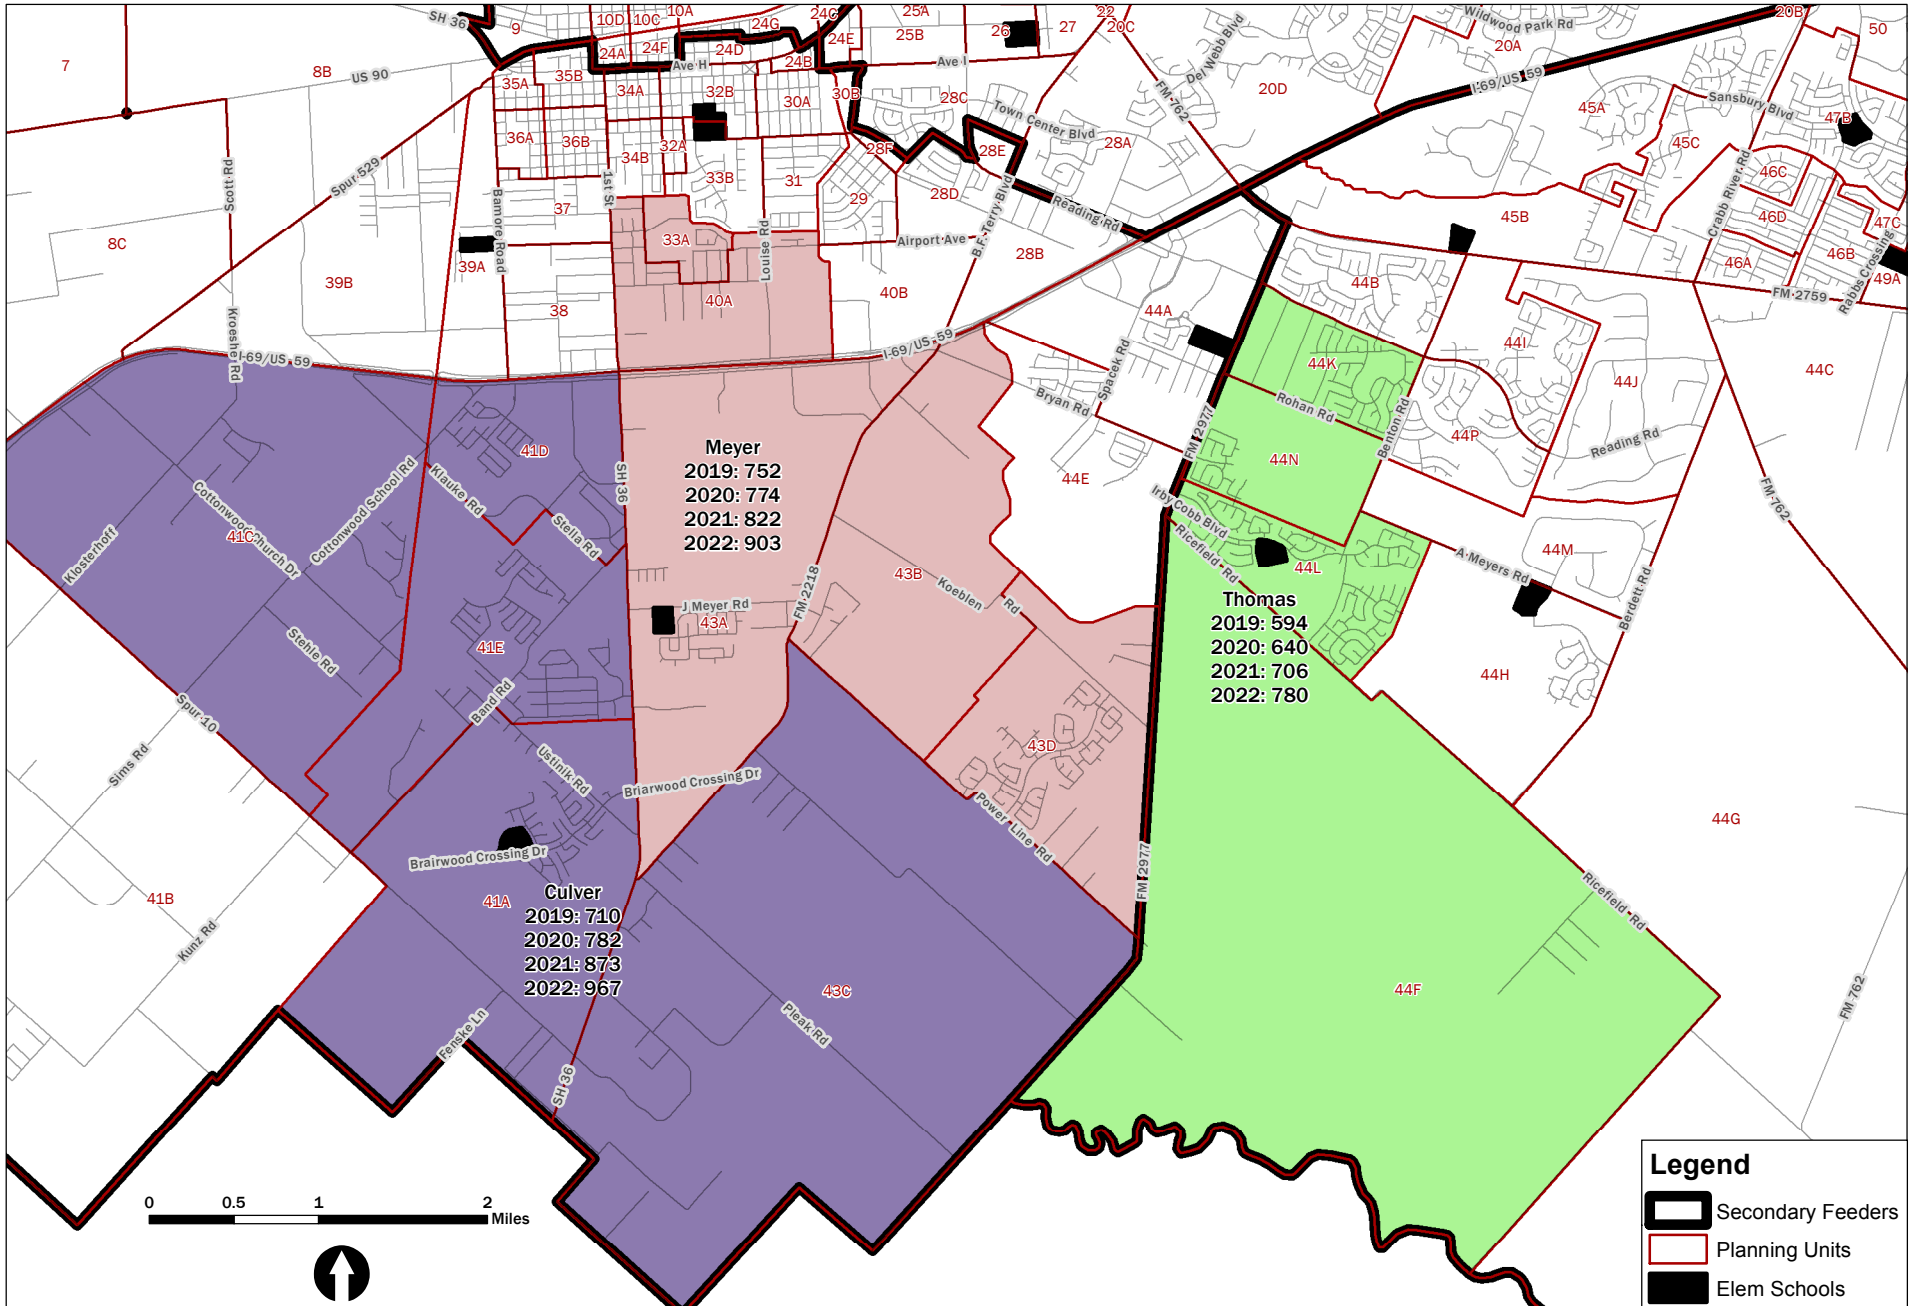 SH 36
9
10D
10C
10A
24G
24C
25A
26
27
22
20C
Wildwood Park Rd
20B
50
7
8B
US 90
24A
24F
24D
24E
25B
20A
Ave H
24B
Ave I
Del Webb Blvd
35A
35B
34A
32B
30A
30B
28C
FM 762
20D
I-69/US 59
45A
Sansbury Blvd
47B
Town Center Blvd
36A
36B
34B
32A
28F
28E
28A
45C
Scott Rd
Spur 529
Bamore Road
1st St
33B
31
29
28D
B.F. Terry Blvd
Crabb River Rd
46C
37
Reading Rd
45B
46D
47C
8C
39A
33A
Louise Rd
Airport Ave
28B
46A
46B
Rabbs Crossing
49A
39B
40A
40B
44B
FM 2759
Kroeshe Rd
38
44A
I-69/US 59
I-69/US 59
Spacek Rd
44K
44I
44J
44C
Bryan Rd
Rohan Rd
Benton Rd
FM 2977
44P
Reading Rd
41D
SH 36
Meyer
2019: 752
2020: 774
2021: 822
2022: 903
44N
44E
Cottonwood School Rd
Klauke Rd
Cottonwood Church Dr
41C
Stella Rd
Irby Cobb Blvd
Ricefield Rd
FM 762
Klosterhoff
FM 2218
43B
Koeblen Rd
44L
A Meyers Rd
44M
Berdett Rd
J Meyer Rd
43A
Thomas
2019: 594
2020: 640
2021: 706
2022: 780
Stehle Rd
41E
44H
Spur 10
Band Rd
Sims Rd
Ustinik Rd
43D
Briarwood Crossing Dr
Power Line Rd
44G
Brairwood Crossing Dr
FM 2977
41B
Kunz Rd
41A
Culver
2019: 710
2020: 782
2021: 873
2022: 967
Ricefield Rd
43C
44F
Pleak Rd
FM 762
Fenske Ln
SH 36
0 0.5 1 2
Miles
Legend
Secondary Feeders
Planning Units
Elem Schools